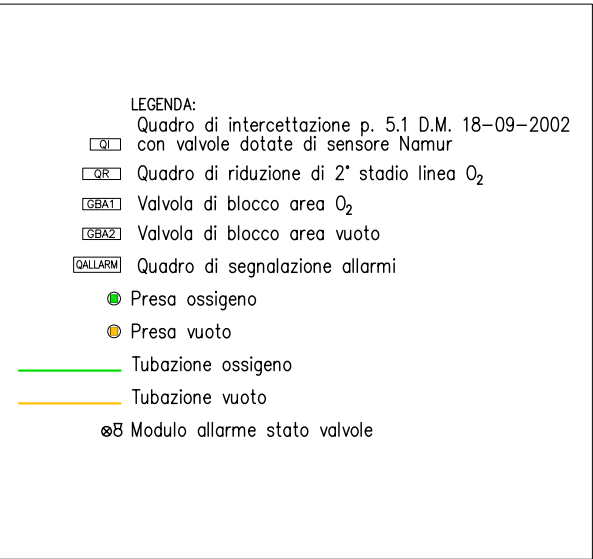 LEGENDA:
Quadro di intercettazione p. 5.1 D.M. 18-09-2002
QI con valvole dotate di sensore Namur
QR Quadro di riduzione di 2° stadio linea O₂
GBA1 Valvola di blocco area O₂
GBA2 Valvola di blocco area vuoto
QALLARM Quadro di segnalazione allarmi
Presa ossigeno
Presa vuoto
Tubazione ossigeno
Tubazione vuoto
Modulo allarme stato valvole